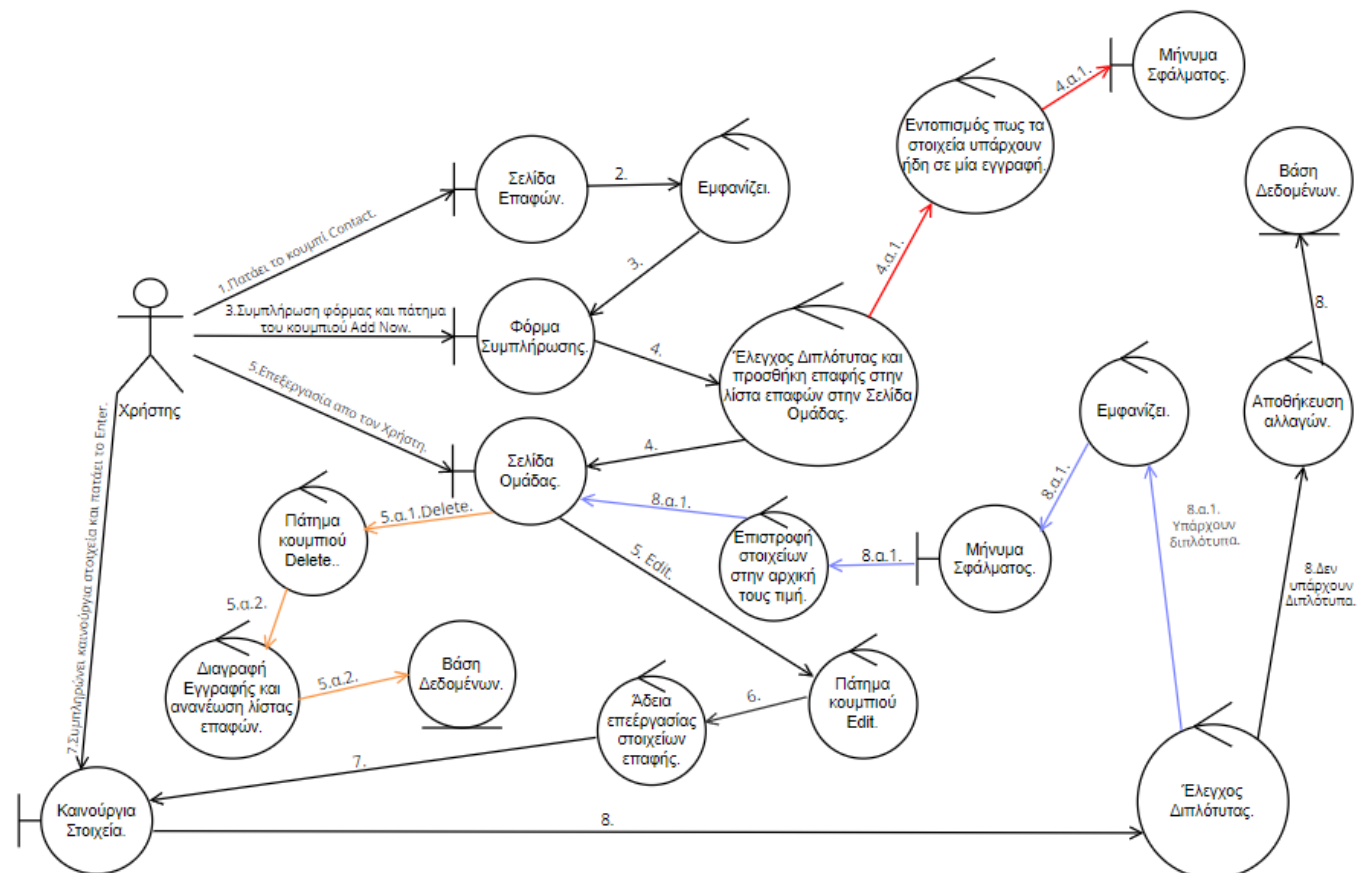 Μήνυμα
Σφάλματος.
4.α.1.
Εντοπισμός πως τα
στοιχεία υπάρχουν
ήδη σε μία εγγραφή.
Βάση
Δεδομένων.
Σελίδα
Επαφών.
2.
Εμφανίζει.
1.Πατάει το κουμπί Contact.
3.
4.α.1.
8.
3.Συμπλήρωση φόρμας και πάτημα
του κουμπιού Add Now.
Φόρμα
Συμπλήρωσης.
4.
Έλεγχος Διπλότυτας και
προσθήκη επαφής στην
λίστα επαφών στην Σελίδα
Ομάδας.
Χρήστης
5.Επεξεργασία απο τον Χρήστη.
4.
Εμφανίζει.
Αποθήκευση
αλλαγών.
Σελίδα
Ομάδας.
5.α.1.Delete.
8.α.1.
8.α.1.
Πάτημα
κουμπιού
Delete..
5. Edit.
Επιστροφή
στοιχείων
στην αρχική
τους τιμή.
8.α.1.
Μήνυμα
Σφάλματος.
8.α.1.
Υπάρχουν
διπλότυπα.
8.Δεν
υπάρχουν
Διπλότυπα.
7.Συμπληρώνει καινούργια στοιχεία και πατάει το Enter.
5.α.2.
Διαγραφή
Εγγραφής και
ανανέωση λίστας
επαφών.
5.α.2.
Βάση
Δεδομένων.
Άδεια
επεέργασίας
στοιχείων
επαφής.
6.
Πάτημα
κουμπιού
Edit.
7.
Καινούργια
Στοιχεία.
8.
Έλεγχος
Διπλότυτας.